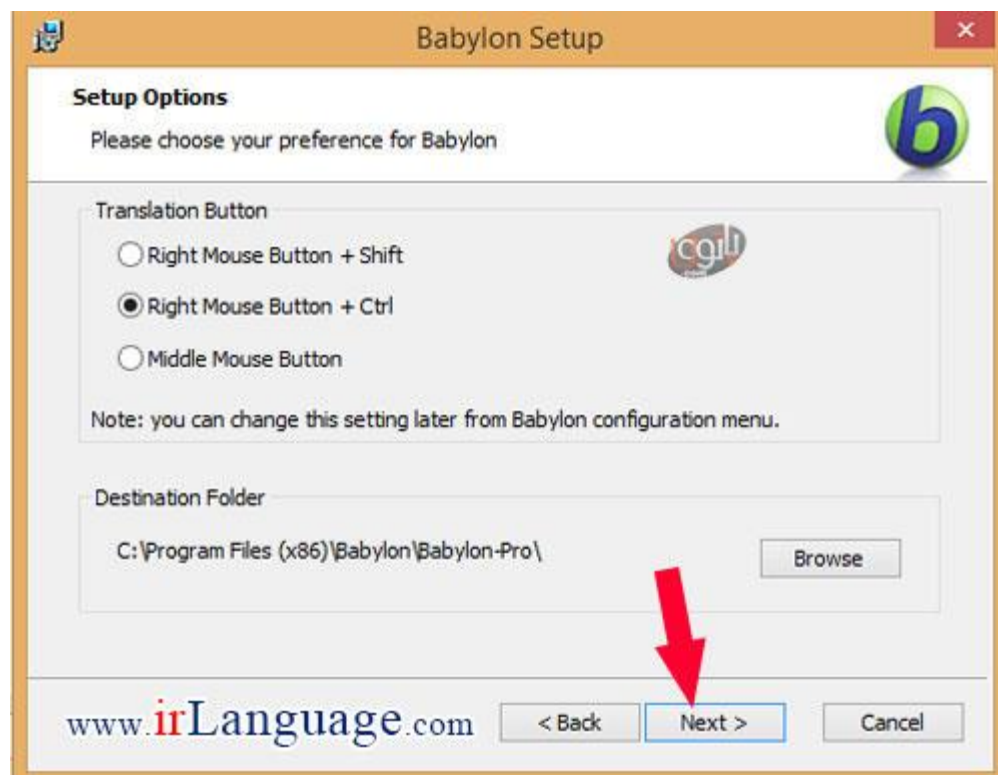 Babylon Setup
Setup Options
Please choose your preference for Babylon
b
Translation Button
Right Mouse Button + Shift
Right Mouse Button + Ctrl
Middle Mouse Button
Note: you can change this setting later from Babylon configuration menu.
Destination Folder
C:\Program Files (x86)\Babylon\Babylon-Pro\
Browse
www.irLanguage.com
< Back
Next >
Cancel